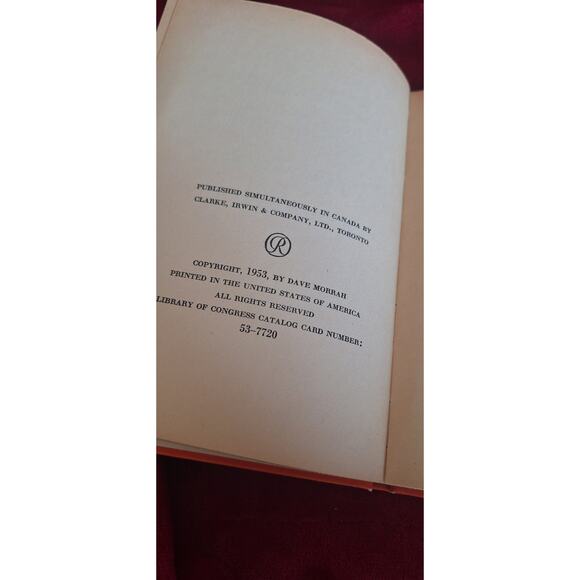 PUBLISHED SIMULTANEOUSLY IN CANADA BY
CLARKE, IRWIN & COMPANY, LTD., TORONTO
R
COPYRIGHT, 1953, BY DAVE MORRAH
PRINTED IN THE UNITED STATES OF AMERICA
ALL RIGHTS RESERVED
LIBRARY OF CONGRESS CATALOG CARD NUMBER:
53–7720